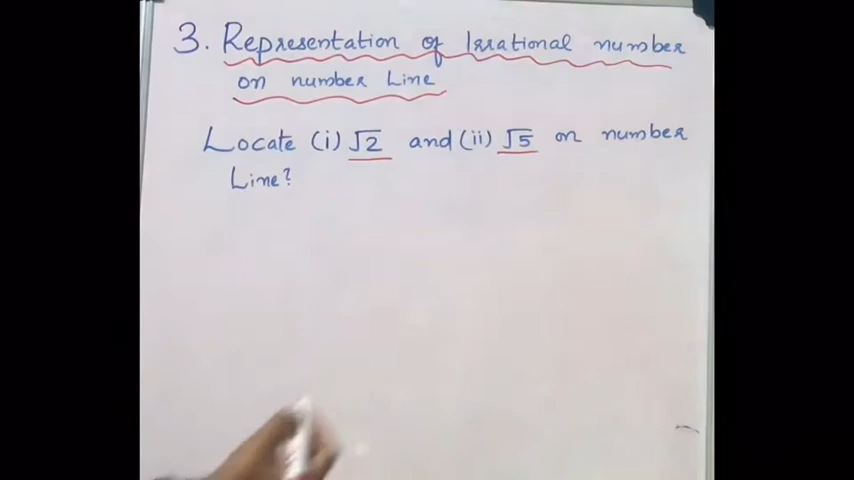 3. Representation of Irrational number
on number Line
Locate (i) √2 and (ii) √5 on number
Line?